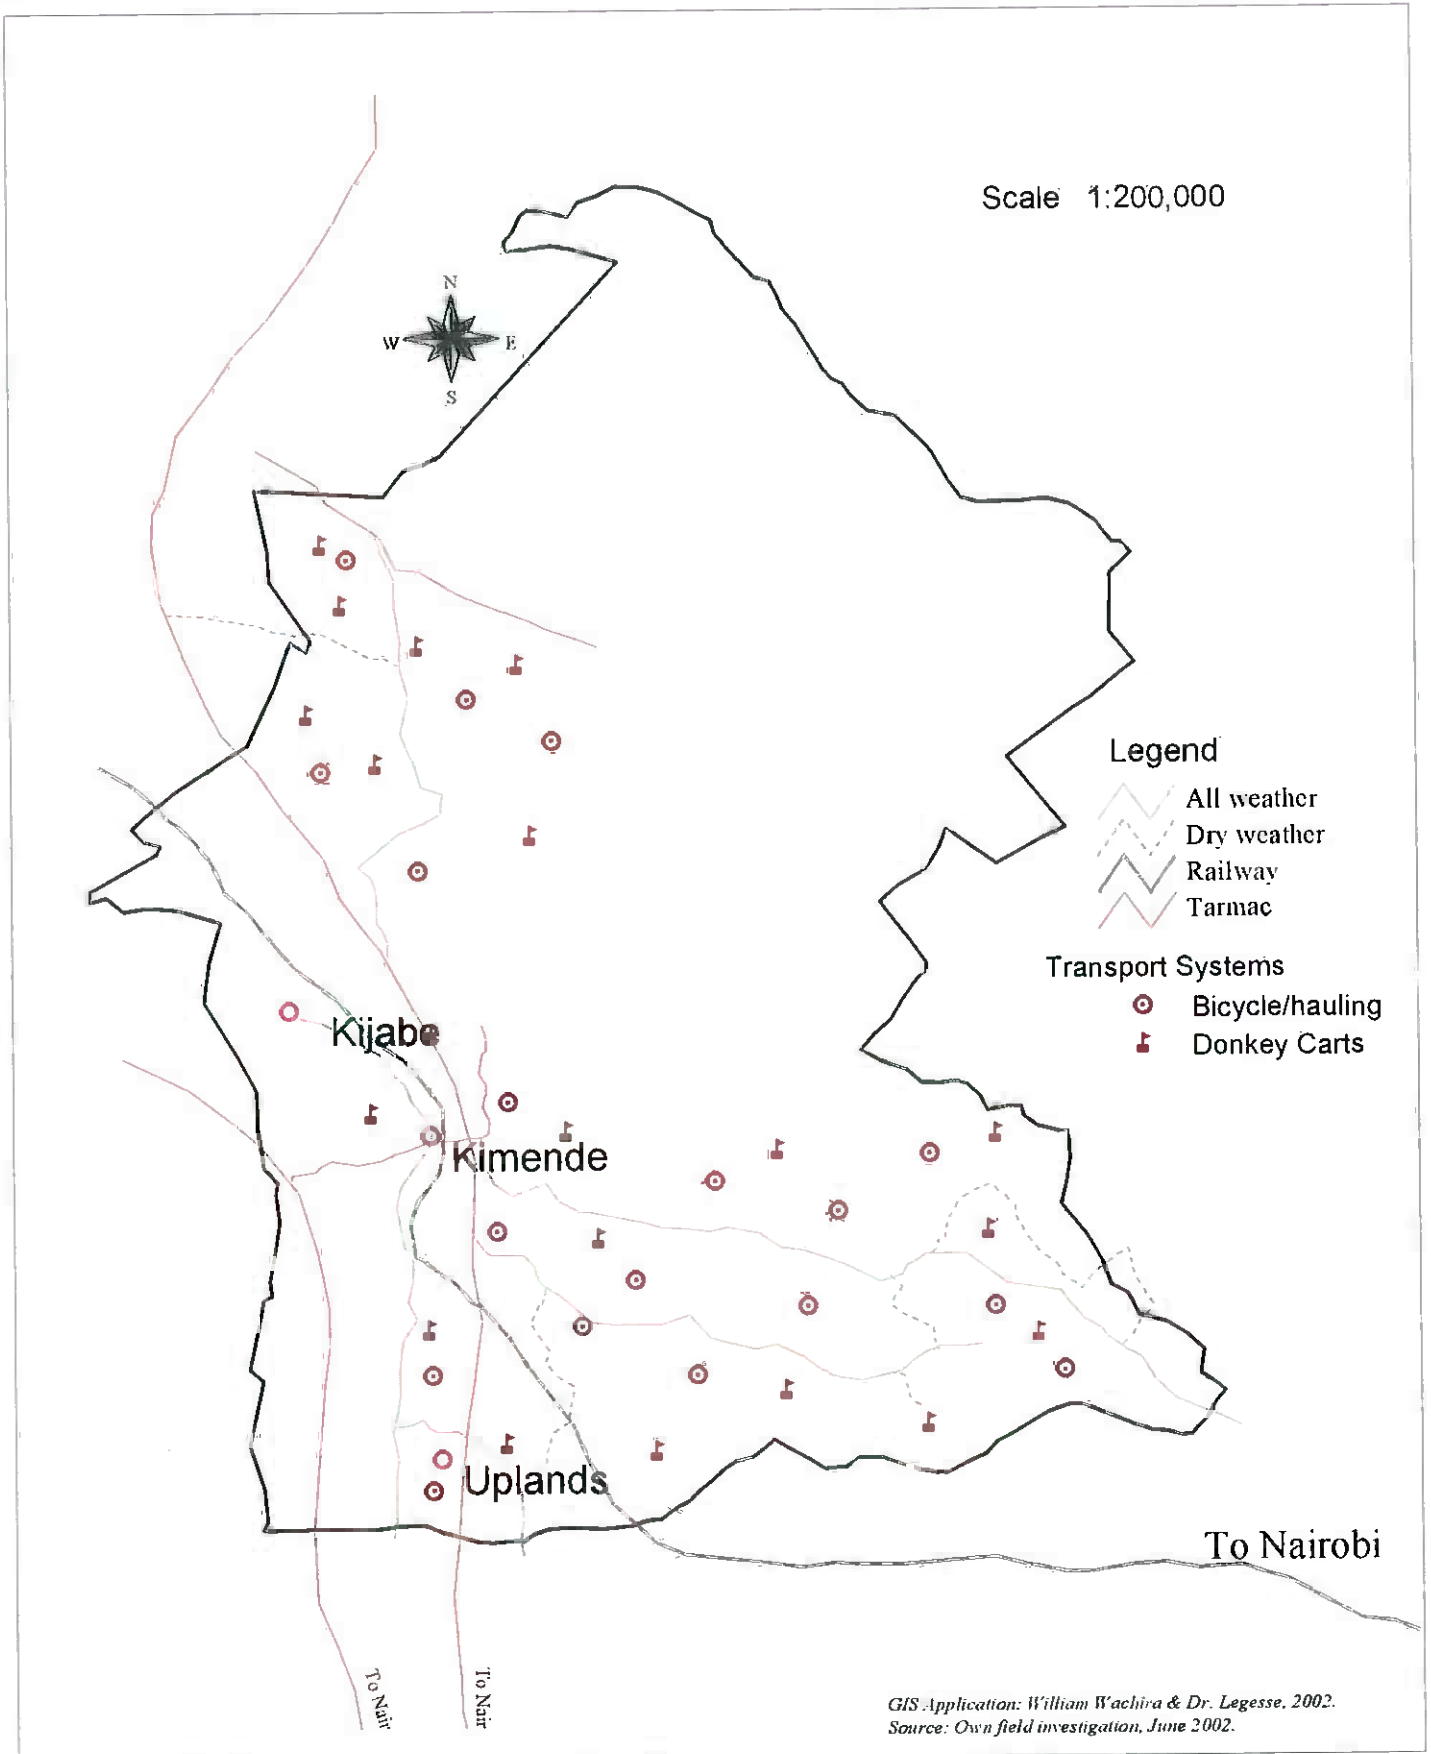 Scale 1:200,000
N
W E
S
Legend
All weather
Dry weather
Railway
Tarmac
Transport Systems
Bicycle/hauling
Donkey Carts
Kijabe
Kimende
Uplands
To Nairobi
To Nair
To Nair
GIS Application: William Wachira & Dr. Legesse, 2002.
Source: Own field investigation, June 2002.